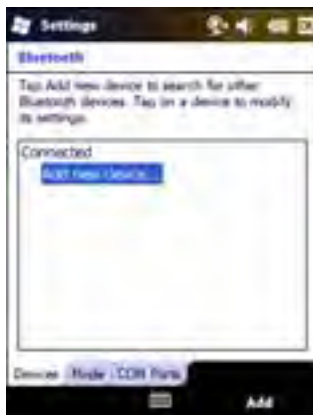 Settings
Bluetooth
Tap Add new device to search for other
Bluetooth devices. Tap on a device to modify
its settings.
Connected
Add new device...
Devices Mode COM Ports
Add